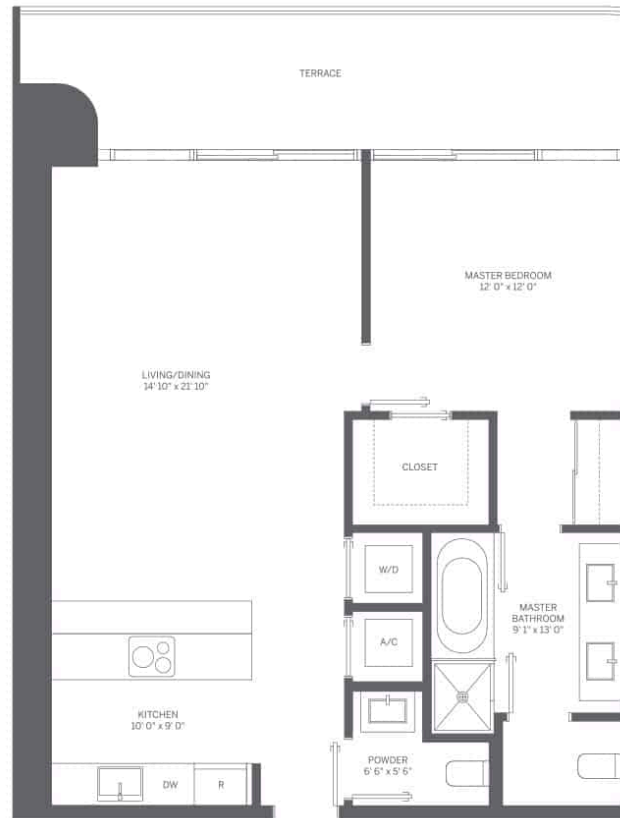 TERRACE
MASTER BEDROOM
12' 0" x 12' 0"
LIVING/DINING
14' 10" x 21' 10"
CLOSET
W/D
MASTER
BATHROOM
9' 1" x 13' 0"
A/C
KITCHEN
10' 0" x 9' 0"
POWDER
6' 6" x 5' 6"
DW
R